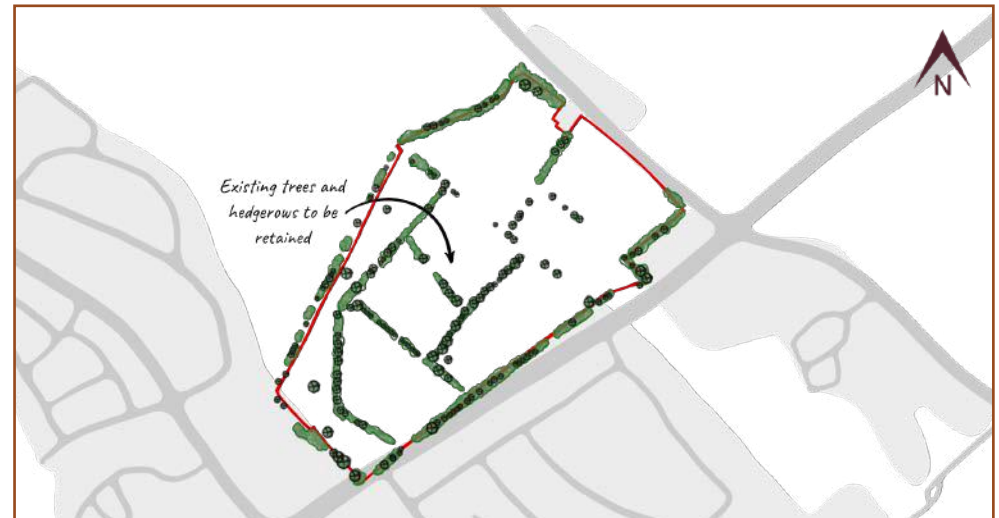 N
Existing trees and
hedgerows to be
retained